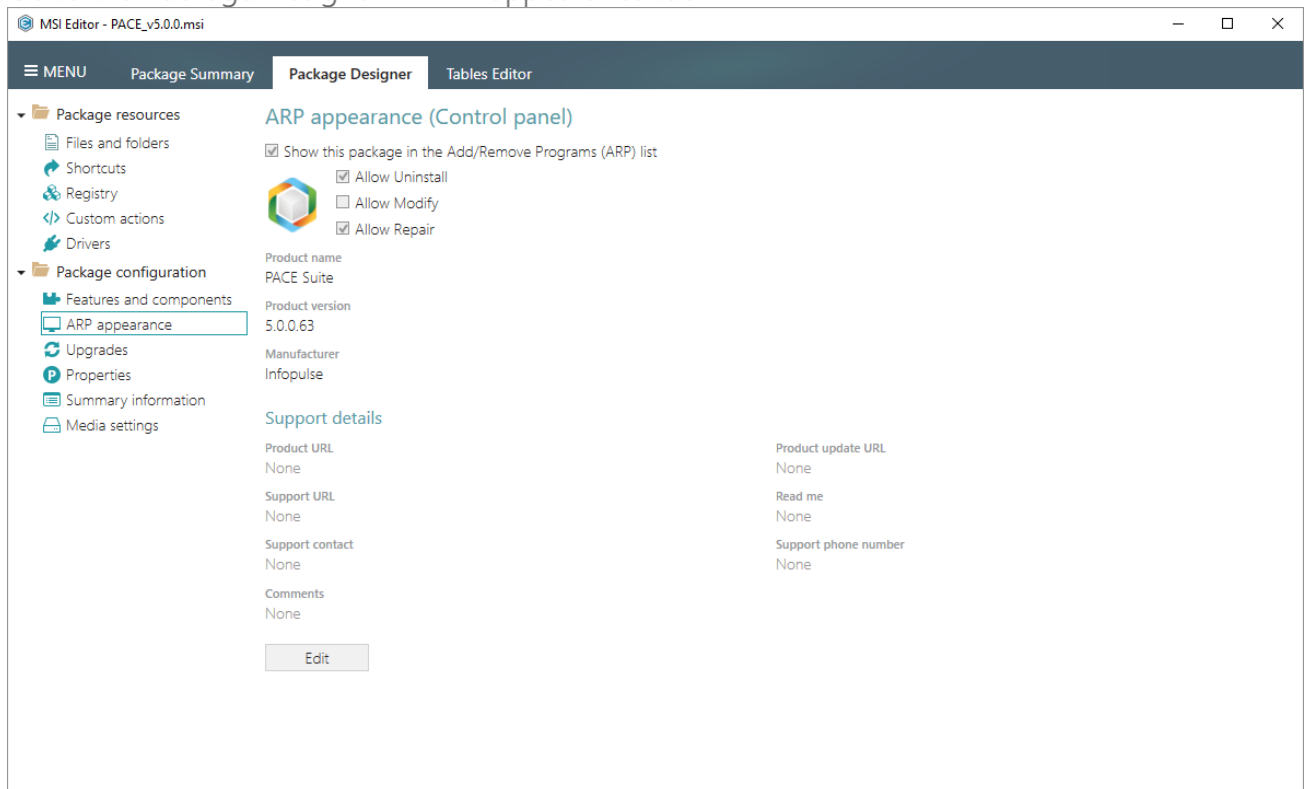 MSI Editor - PACE_v5.0.0.msi
MENU Package Summary Package Designer Tables Editor
Package resources
Files and folders
Shortcuts
Registry
Custom actions
Drivers
Package configuration
Features and components
ARP appearance
Upgrades
Properties
Summary information
Media settings
ARP appearance (Control panel)
Show this package in the Add/Remove Programs (ARP) list
Allow Uninstall
Allow Modify
Allow Repair
Product name
PACE Suite
Product version
5.0.0.63
Manufacturer
Infopulse
Support details
Product URL
None
Product update URL
None
Support URL
None
Read me
None
Support contact
None
Support phone number
None
Comments
None
Edit